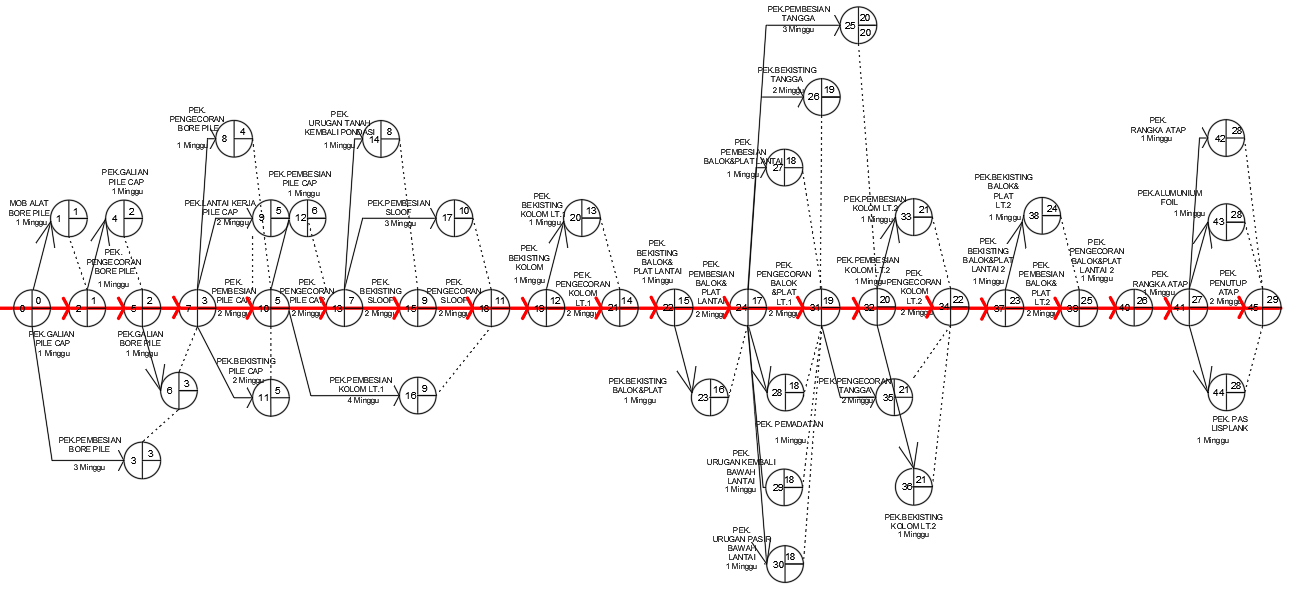 PEK.PEMBESIAN
TANGGA
3 Minggu
25
20
20
PEK.BEKISTING
TANGGA
2 Minggu
26
19
PEK.
PENGECORAN
BORE PILE
1 Minggu
8
4
PEK.
URUGAN TANAH
KEMBALI PONDASI
1 Minggu
14
8
PEK.
PEMBESIAN
BALOK&PLAT LANTAI
1 Minggu
27
18
PEK.
RANGKA ATAP
1 Minggu
42
28
PEK.GALIAN
PILE CAP
1 Minggu
4
2
PEK.PEMBESIAN
PILE CAP
1 Minggu
12
6
MOB ALAT
BORE PILE
1 Minggu
1
1
PEK.LANTAI KERJA
PILE CAP
2 Minggu
9
5
PEK.PEMBESIAN
SLOOF
3 Minggu
17
10
PEK.
BEKISTING
KOLOM LT.1
1 Minggu
20
13
PEK.PEMBESIAN
KOLOM LT.2
1 Minggu
33
21
PEK.BEKISTING
BALOK&
PLAT
LT.2
1 Minggu
38
24
PEK.ALUMUNIUM
FOIL
1 Minggu
43
28
PEK.
PENGECORAN
BORE PILE
1 Minggu
PEK.
BEKISTING
KOLOM
PEK.
BEKISTING
BALOK&
PLAT LANTAI
1 Minggu
PEK.
PEMBESIAN
PILE CAP
2 Minggu
PEK.
PENGECORAN
PILE CAP
2 Minggu
PEK.
BEKISTING
SLOOF
2 Minggu
PEK.
PENGECORAN
SLOOF
2 Minggu
PEK.
PENGECORAN
KOLOM
LT.1
2 Minggu
PEK.
PEMBESIAN
BALOK&
PLAT
LANTAI
2 Minggu
PEK.
PENGECORAN
BALOK
&PLAT
LT.1
2 Minggu
PEK.PEMBESIAN
KOLOM LT.2
PENGECORAN
KOLOM
LT.2
2 Minggu
PEK.
BEKISTING
BALOK&PLAT
LANTAI 2
PEK.
PEMBESIAN
BALOK&
PLAT
LT.2
2 Minggu
PEK.
PENGECORAN
BALOK&PLAT
LANTAI 2
1 Minggu
PEK.
RANGKA ATAP
1 Minggu
PEK.
PENUTUP
ATAP
2 Minggu
0
0
2
1
5
2
7
3
10
5
13
7
15
9
18
11
19
12
21
14
22
15
24
17
31
19
32
20
34
22
37
23
39
25
40
26
41
27
45
29
PEK.GALIAN
PILE CAP
1 Minggu
PEK.GALIAN
BORE PILE
1 Minggu
6
3
PEK.BEKISTING
PILE CAP
2 Minggu
11
5
PEK.PEMBESIAN
KOLOM LT.1
4 Minggu
16
9
PEK.BEKISTING
BALOK&PLAT
1 Minggu
23
16
28
18
PEK. PEMADATAN
1 Minggu
PEK.PENGECORAN
TANGGA
2 Minggu
35
21
44
28
PEK. PAS
LISPLANK
1 Minggu
PEK.PEMBESIAN
BORE PILE
3 Minggu
3
3
PEK.
URUGAN KEMBALI
BAWAH
LANTAI
1 Minggu
29
18
36
21
PEK.BEKISTING
KOLOM LT.2
1 Minggu
PEK.
URUGAN PASIR
BAWAH
LANTAI
1 Minggu
30
18